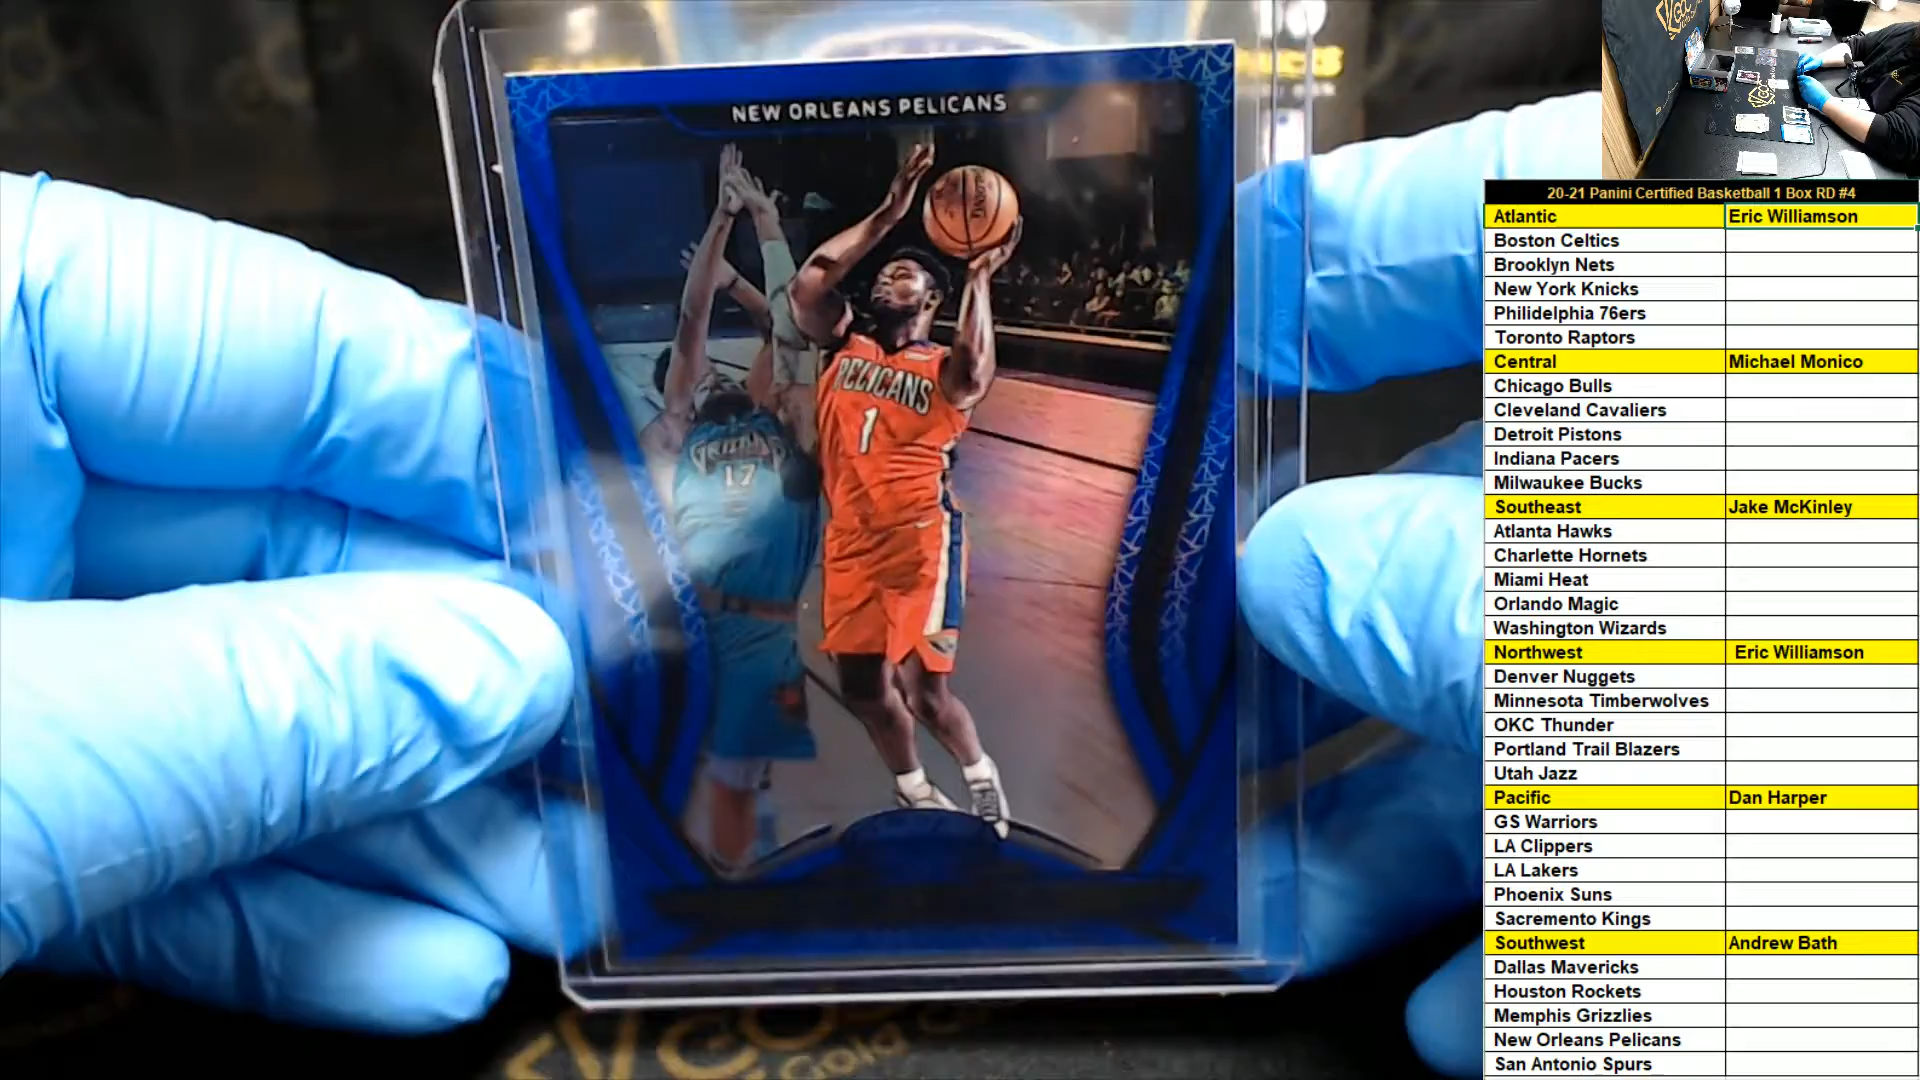 NEW ORLEANS PELICANS
SPALDING
PELICANS
1
GRIZZLIES
17
20-21 Panini Certified Basketball 1 Box RD #4
Atlantic Eric Williamson
Boston Celtics
Brooklyn Nets
New York Knicks
Philidelphia 76ers
Toronto Raptors
Central Michael Monico
Chicago Bulls
Cleveland Cavaliers
Detroit Pistons
Indiana Pacers
Milwaukee Bucks
Southeast Jake McKinley
Atlanta Hawks
Charlette Hornets
Miami Heat
Orlando Magic
Washington Wizards
Northwest Eric Williamson
Denver Nuggets
Minnesota Timberwolves
OKC Thunder
Portland Trail Blazers
Utah Jazz
Pacific Dan Harper
GS Warriors
LA Clippers
LA Lakers
Phoenix Suns
Sacremento Kings
Southwest Andrew Bath
Dallas Mavericks
Houston Rockets
Memphis Grizzlies
New Orleans Pelicans
San Antonio Spurs